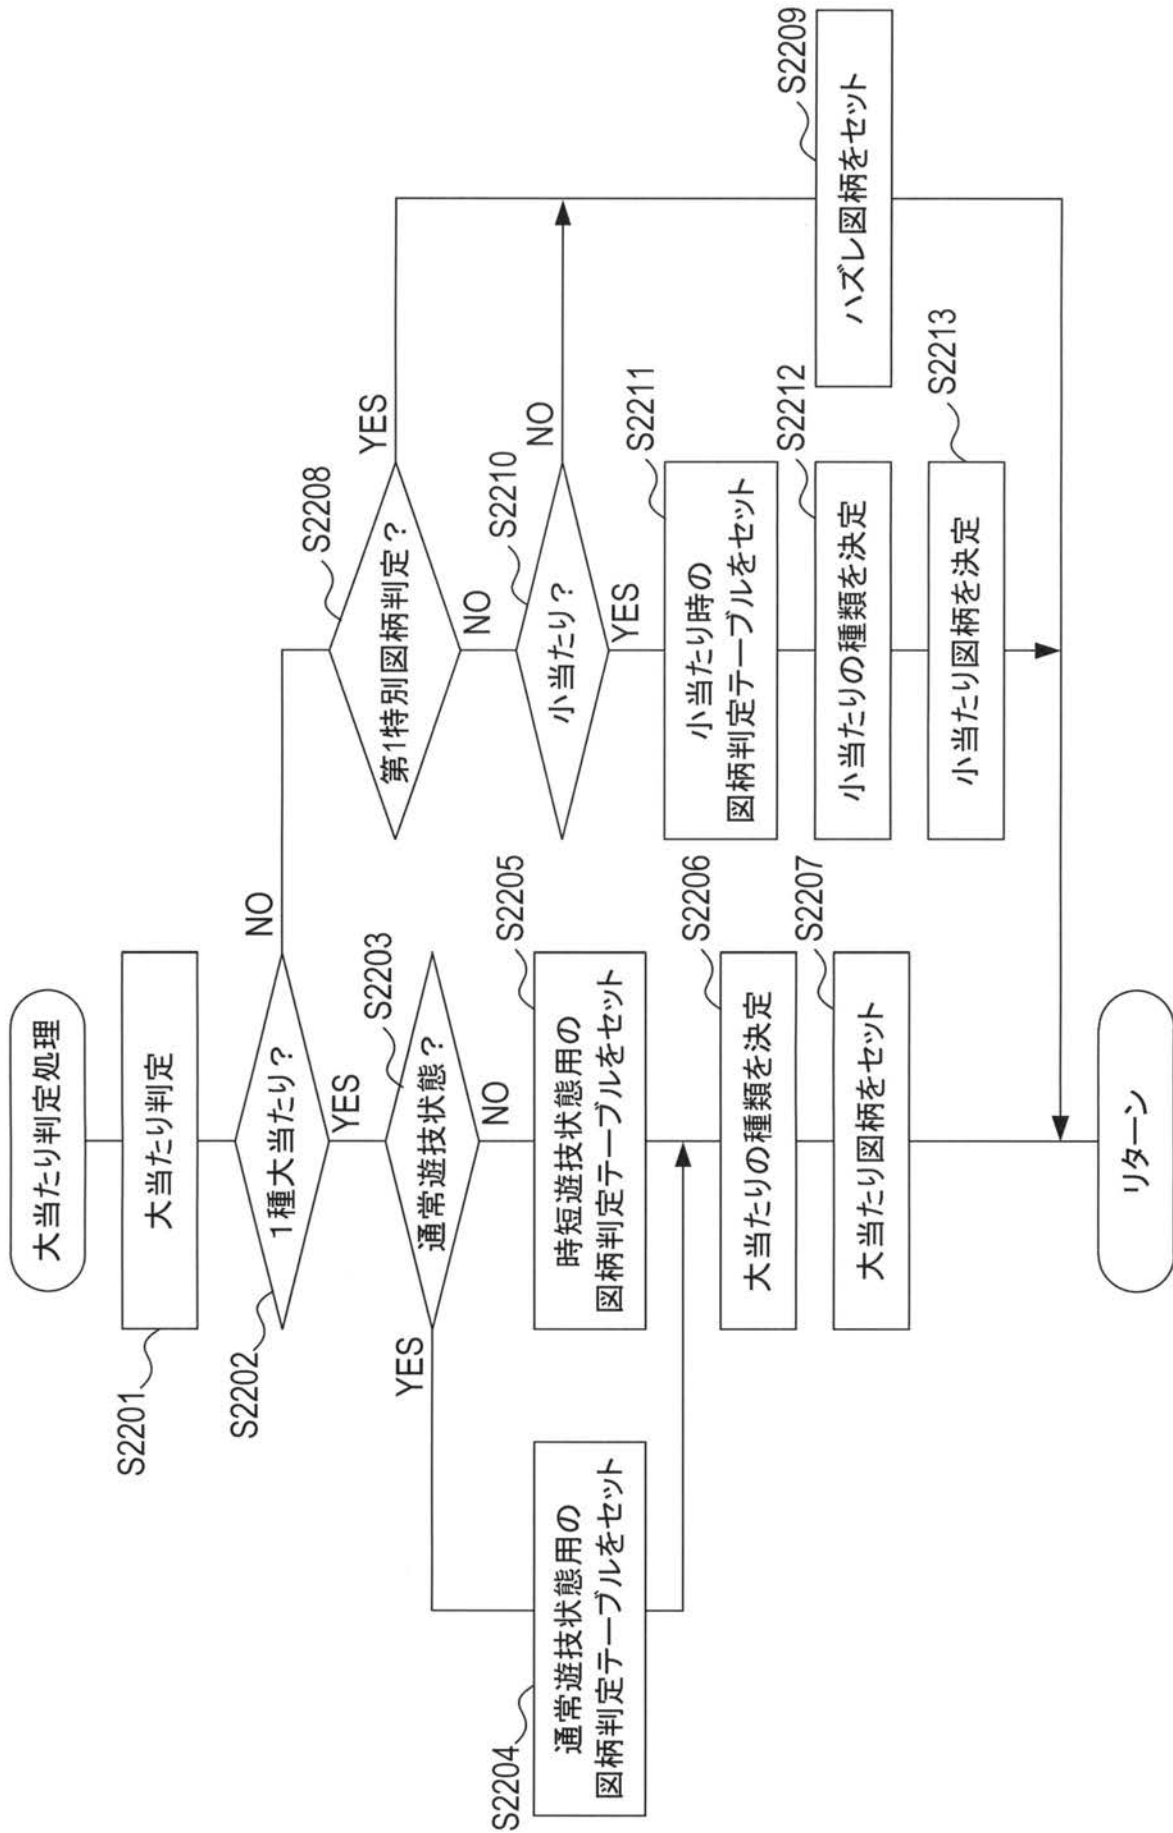 大当たり判定処理
S2201
大当たり判定
S2202
1種大当たり？
NO
YES
S2203
通常遊技状態？
YES
NO
S2204
通常遊技状態用の
図柄判定テーブルをセット
S2205
時短遊技状態用の
図柄判定テーブルをセット
S2206
大当たりの種類を決定
S2207
大当たり図柄をセット
S2208
第1特別図柄判定？
YES
NO
S2210
小当たり？
NO
YES
S2211
小当たり時の
図柄判定テーブルをセット
S2212
小当たりの種類を決定
S2213
小当たり図柄を決定
S2209
ハズレ図柄をセット
リターン